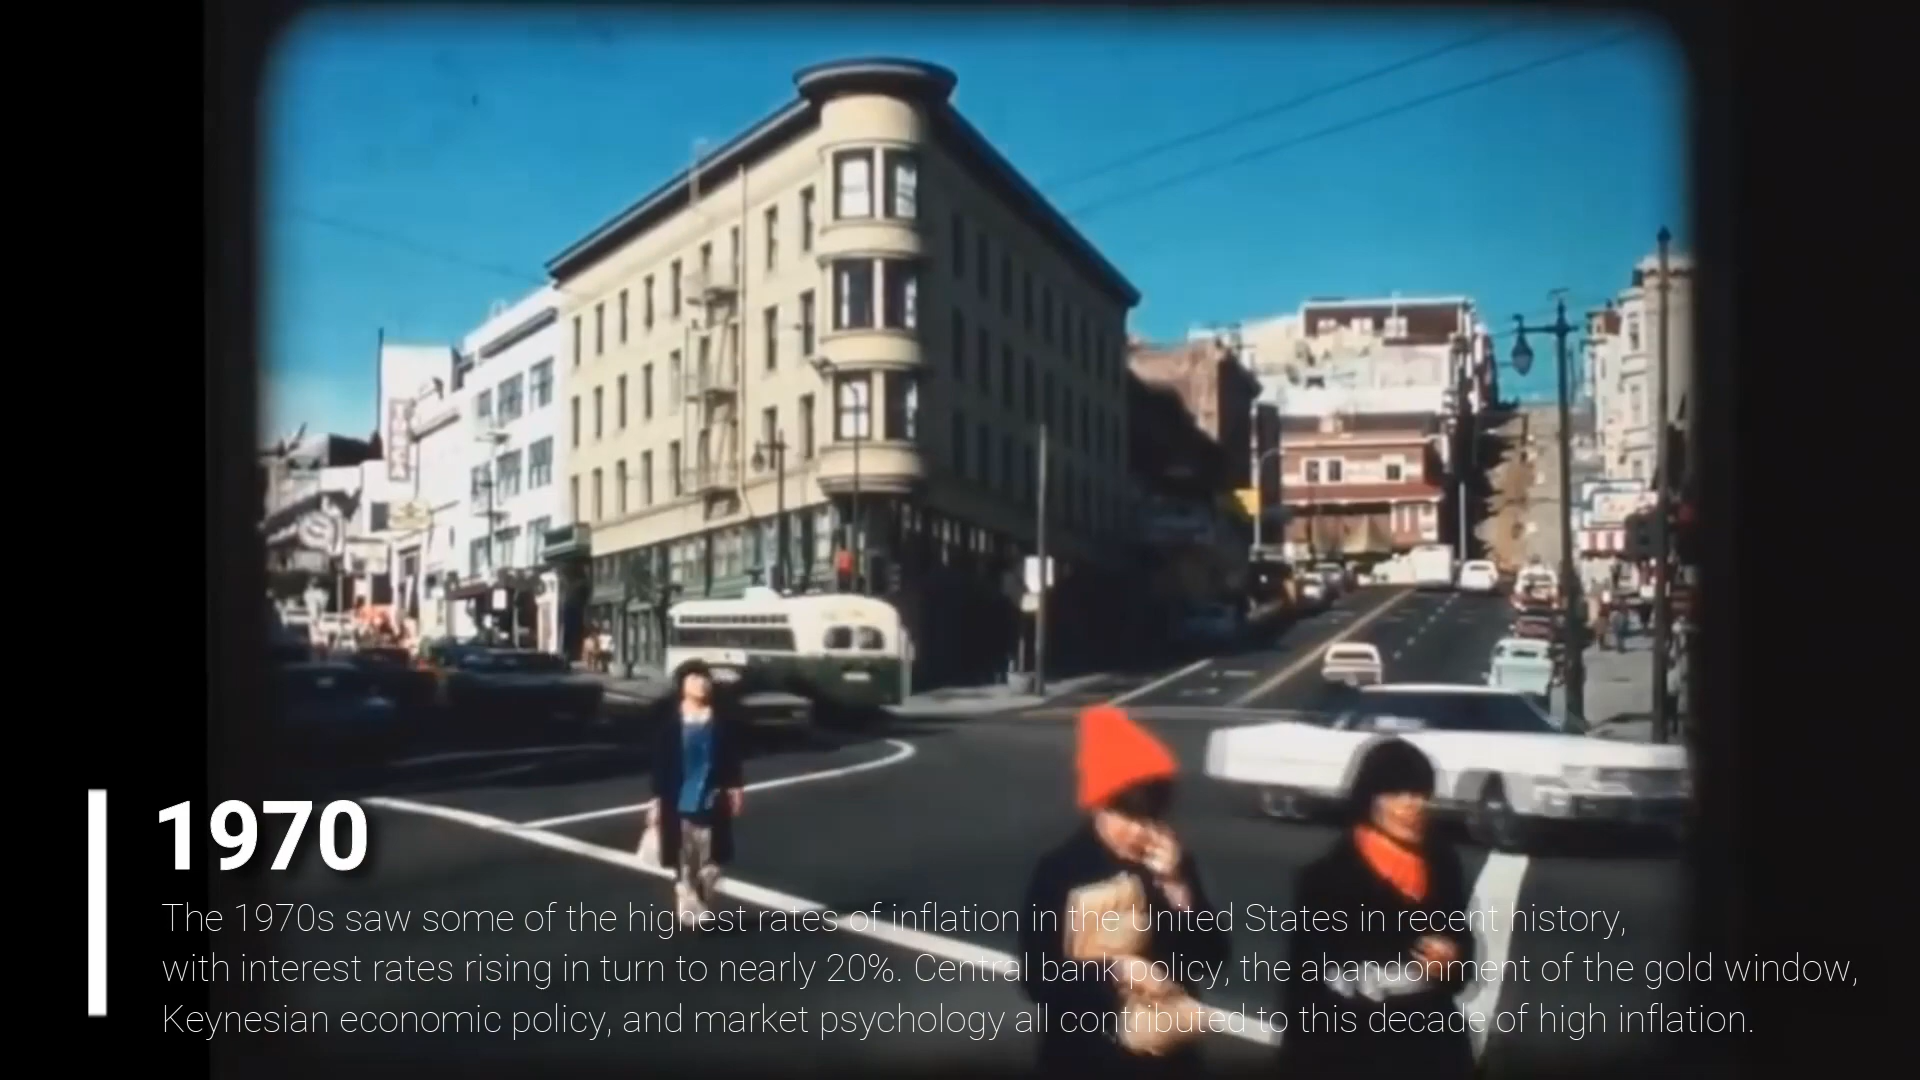 1970
The 1970s saw some of the highest rates of inflation in the United States in recent history,
with interest rates rising in turn to nearly 20%. Central bank policy, the abandonment of the gold window,
Keynesian economic policy, and market psychology all contributed to this decade of high inflation.